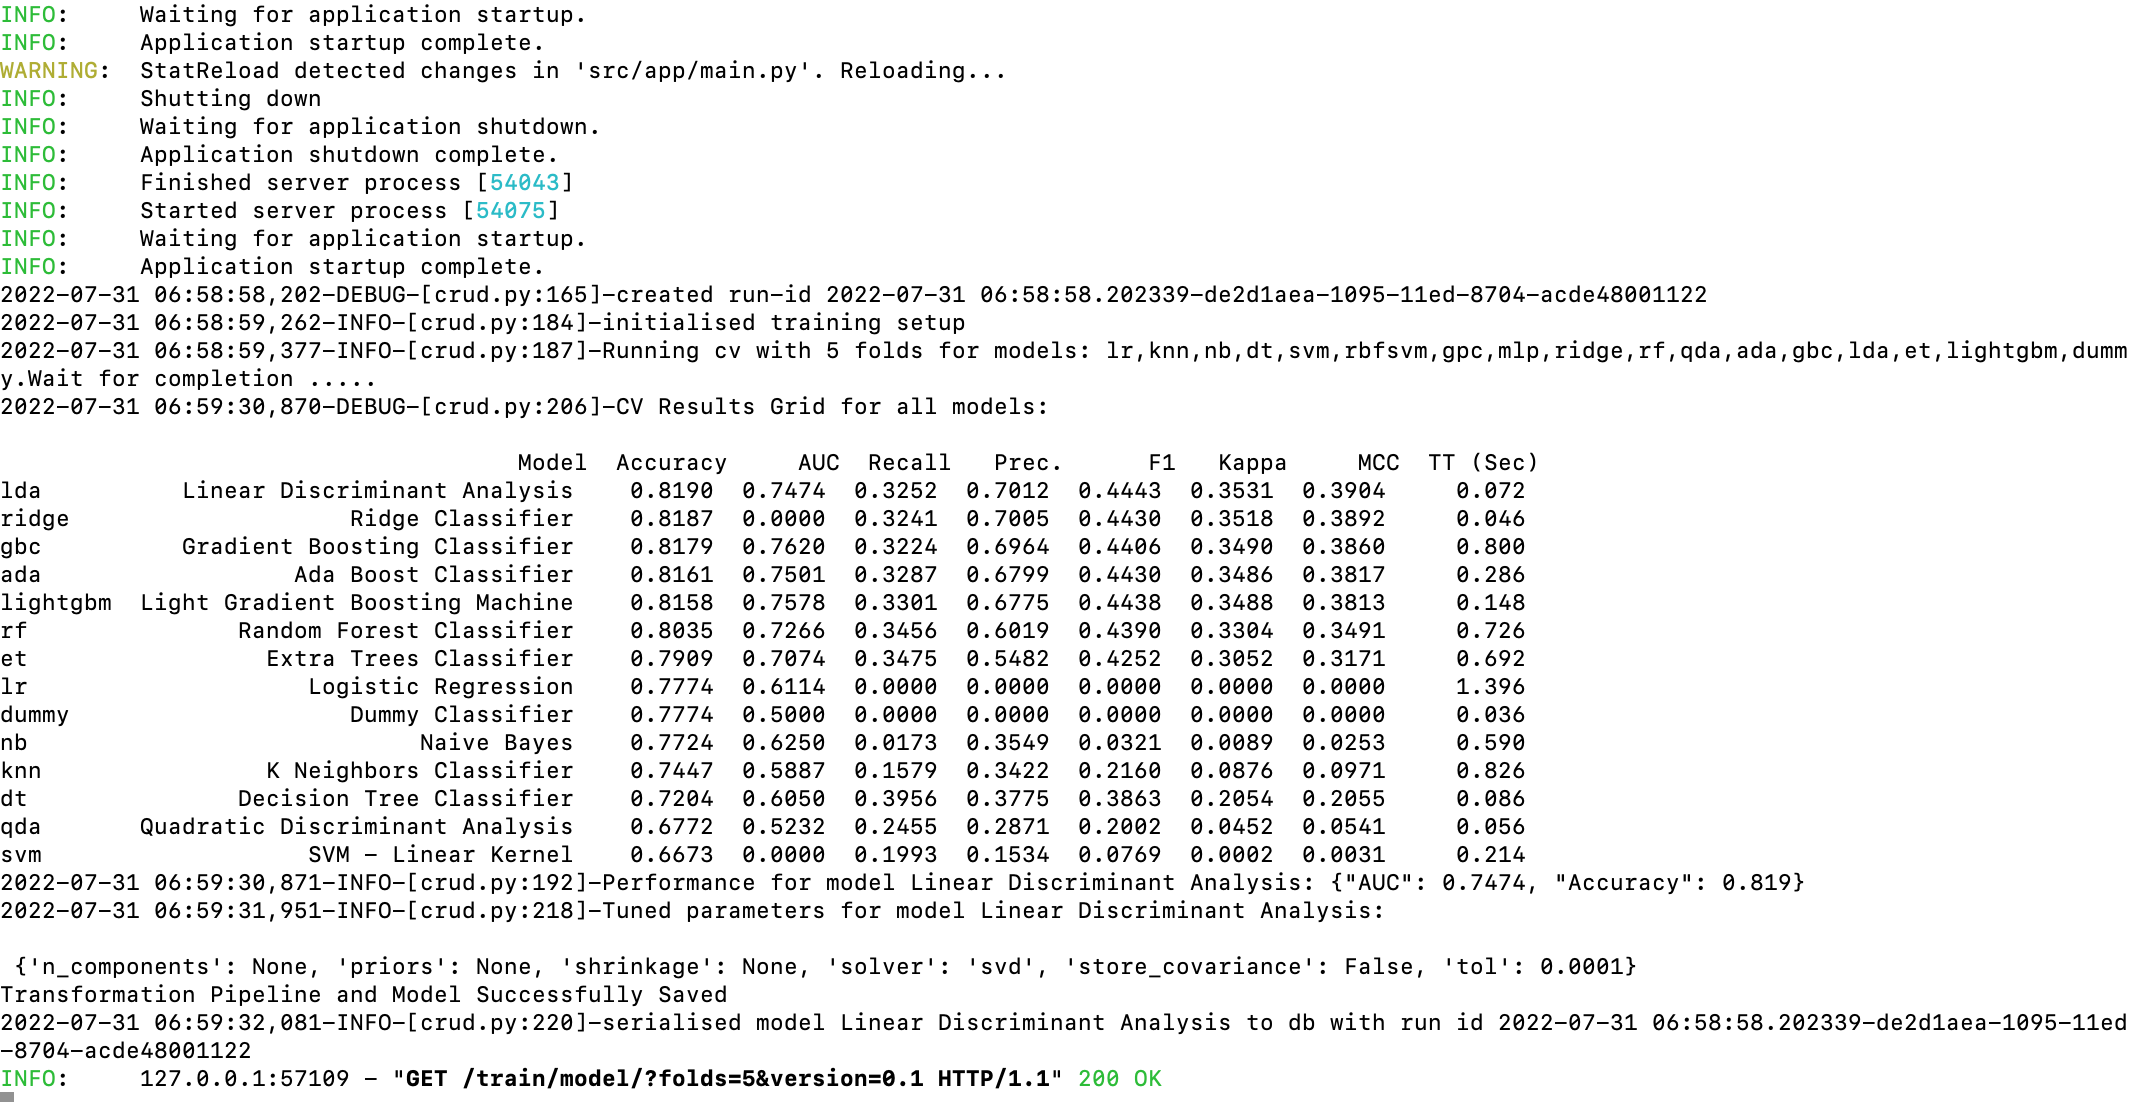 INFO:     Waiting for application startup.
INFO:     Application startup complete.
WARNING:  StatReload detected changes in 'src/app/main.py'. Reloading...
INFO:     Shutting down
INFO:     Waiting for application shutdown.
INFO:     Application shutdown complete.
INFO:     Finished server process [54043]
INFO:     Started server process [54075]
INFO:     Waiting for application startup.
INFO:     Application startup complete.
2022-07-31 06:58:58,202-DEBUG-[crud.py:165]-created run-id 2022-07-31 06:58:58.202339-de2d1aea-1095-11ed-8704-acde48001122
2022-07-31 06:58:59,262-INFO-[crud.py:184]-initialised training setup
2022-07-31 06:58:59,377-INFO-[crud.py:187]-Running cv with 5 folds for models: lr,knn,nb,dt,svm,rbfsvm,gpc,mlp,ridge,rf,qda,ada,gbc,lda,et,lightgbm,dumm
y.Wait for completion .....
2022-07-31 06:59:30,870-DEBUG-[crud.py:206]-CV Results Grid for all models:
                                     Model  Accuracy     AUC  Recall   Prec.      F1   Kappa     MCC  TT (Sec)
lda          Linear Discriminant Analysis    0.8190  0.7474  0.3252  0.7012  0.4443  0.3531  0.3904     0.072
ridge                    Ridge Classifier    0.8187  0.0000  0.3241  0.7005  0.4430  0.3518  0.3892     0.046
gbc          Gradient Boosting Classifier    0.8179  0.7620  0.3224  0.6964  0.4406  0.3490  0.3860     0.800
ada                  Ada Boost Classifier    0.8161  0.7501  0.3287  0.6799  0.4430  0.3486  0.3817     0.286
lightgbm  Light Gradient Boosting Machine    0.8158  0.7578  0.3301  0.6775  0.4438  0.3488  0.3813     0.148
rf               Random Forest Classifier    0.8035  0.7266  0.3456  0.6019  0.4390  0.3304  0.3491     0.726
et                 Extra Trees Classifier    0.7909  0.7074  0.3475  0.5482  0.4252  0.3052  0.3171     0.692
lr                    Logistic Regression    0.7774  0.6114  0.0000  0.0000  0.0000  0.0000  0.0000     1.396
dummy                    Dummy Classifier    0.7774  0.5000  0.0000  0.0000  0.0000  0.0000  0.0000     0.036
nb                            Naive Bayes    0.7724  0.6250  0.0173  0.3549  0.0321  0.0089  0.0253     0.590
knn                K Neighbors Classifier    0.7447  0.5887  0.1579  0.3422  0.2160  0.0876  0.0971     0.826
dt               Decision Tree Classifier    0.7204  0.6050  0.3956  0.3775  0.3863  0.2054  0.2055     0.086
qda       Quadratic Discriminant Analysis    0.6772  0.5232  0.2455  0.2871  0.2002  0.0452  0.0541     0.056
svm                   SVM - Linear Kernel    0.6673  0.0000  0.1993  0.1534  0.0769  0.0002  0.0031     0.214
2022-07-31 06:59:30,871-INFO-[crud.py:192]-Performance for model Linear Discriminant Analysis: {"AUC": 0.7474, "Accuracy": 0.819}
2022-07-31 06:59:31,951-INFO-[crud.py:218]-Tuned parameters for model Linear Discriminant Analysis:
 {'n_components': None, 'priors': None, 'shrinkage': None, 'solver': 'svd', 'store_covariance': False, 'tol': 0.0001}
Transformation Pipeline and Model Successfully Saved
2022-07-31 06:59:32,081-INFO-[crud.py:220]-serialised model Linear Discriminant Analysis to db with run id 2022-07-31 06:58:58.202339-de2d1aea-1095-11ed
-8704-acde48001122
INFO:     127.0.0.1:57109 - "GET /train/model/?folds=5&version=0.1 HTTP/1.1" 200 OK